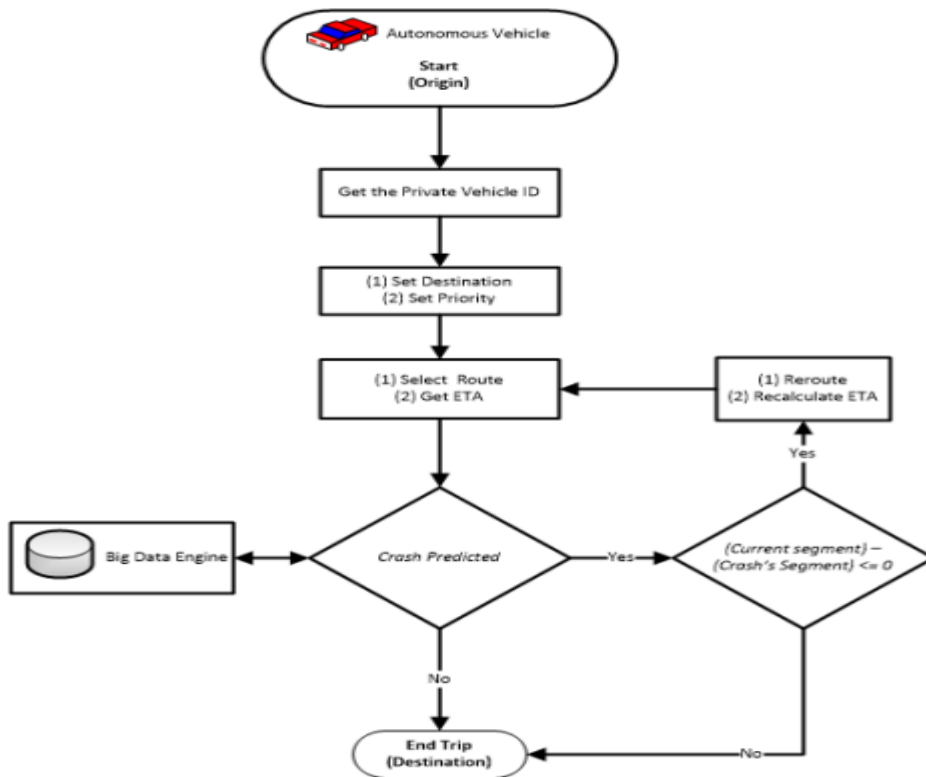 Autonomous Vehicle
Start
(Origin)
Get the Private Vehicle ID
(1) Set Destination
(2) Set Priority
(1) Select Route
(2) Get ETA
(1) Reroute
(2) Recalculate ETA
Yes
Big Data Engine
Crash Predicted
Yes
(Current segment) –
(Crash's Segment) <= 0
No
End Trip
(Destination)
No